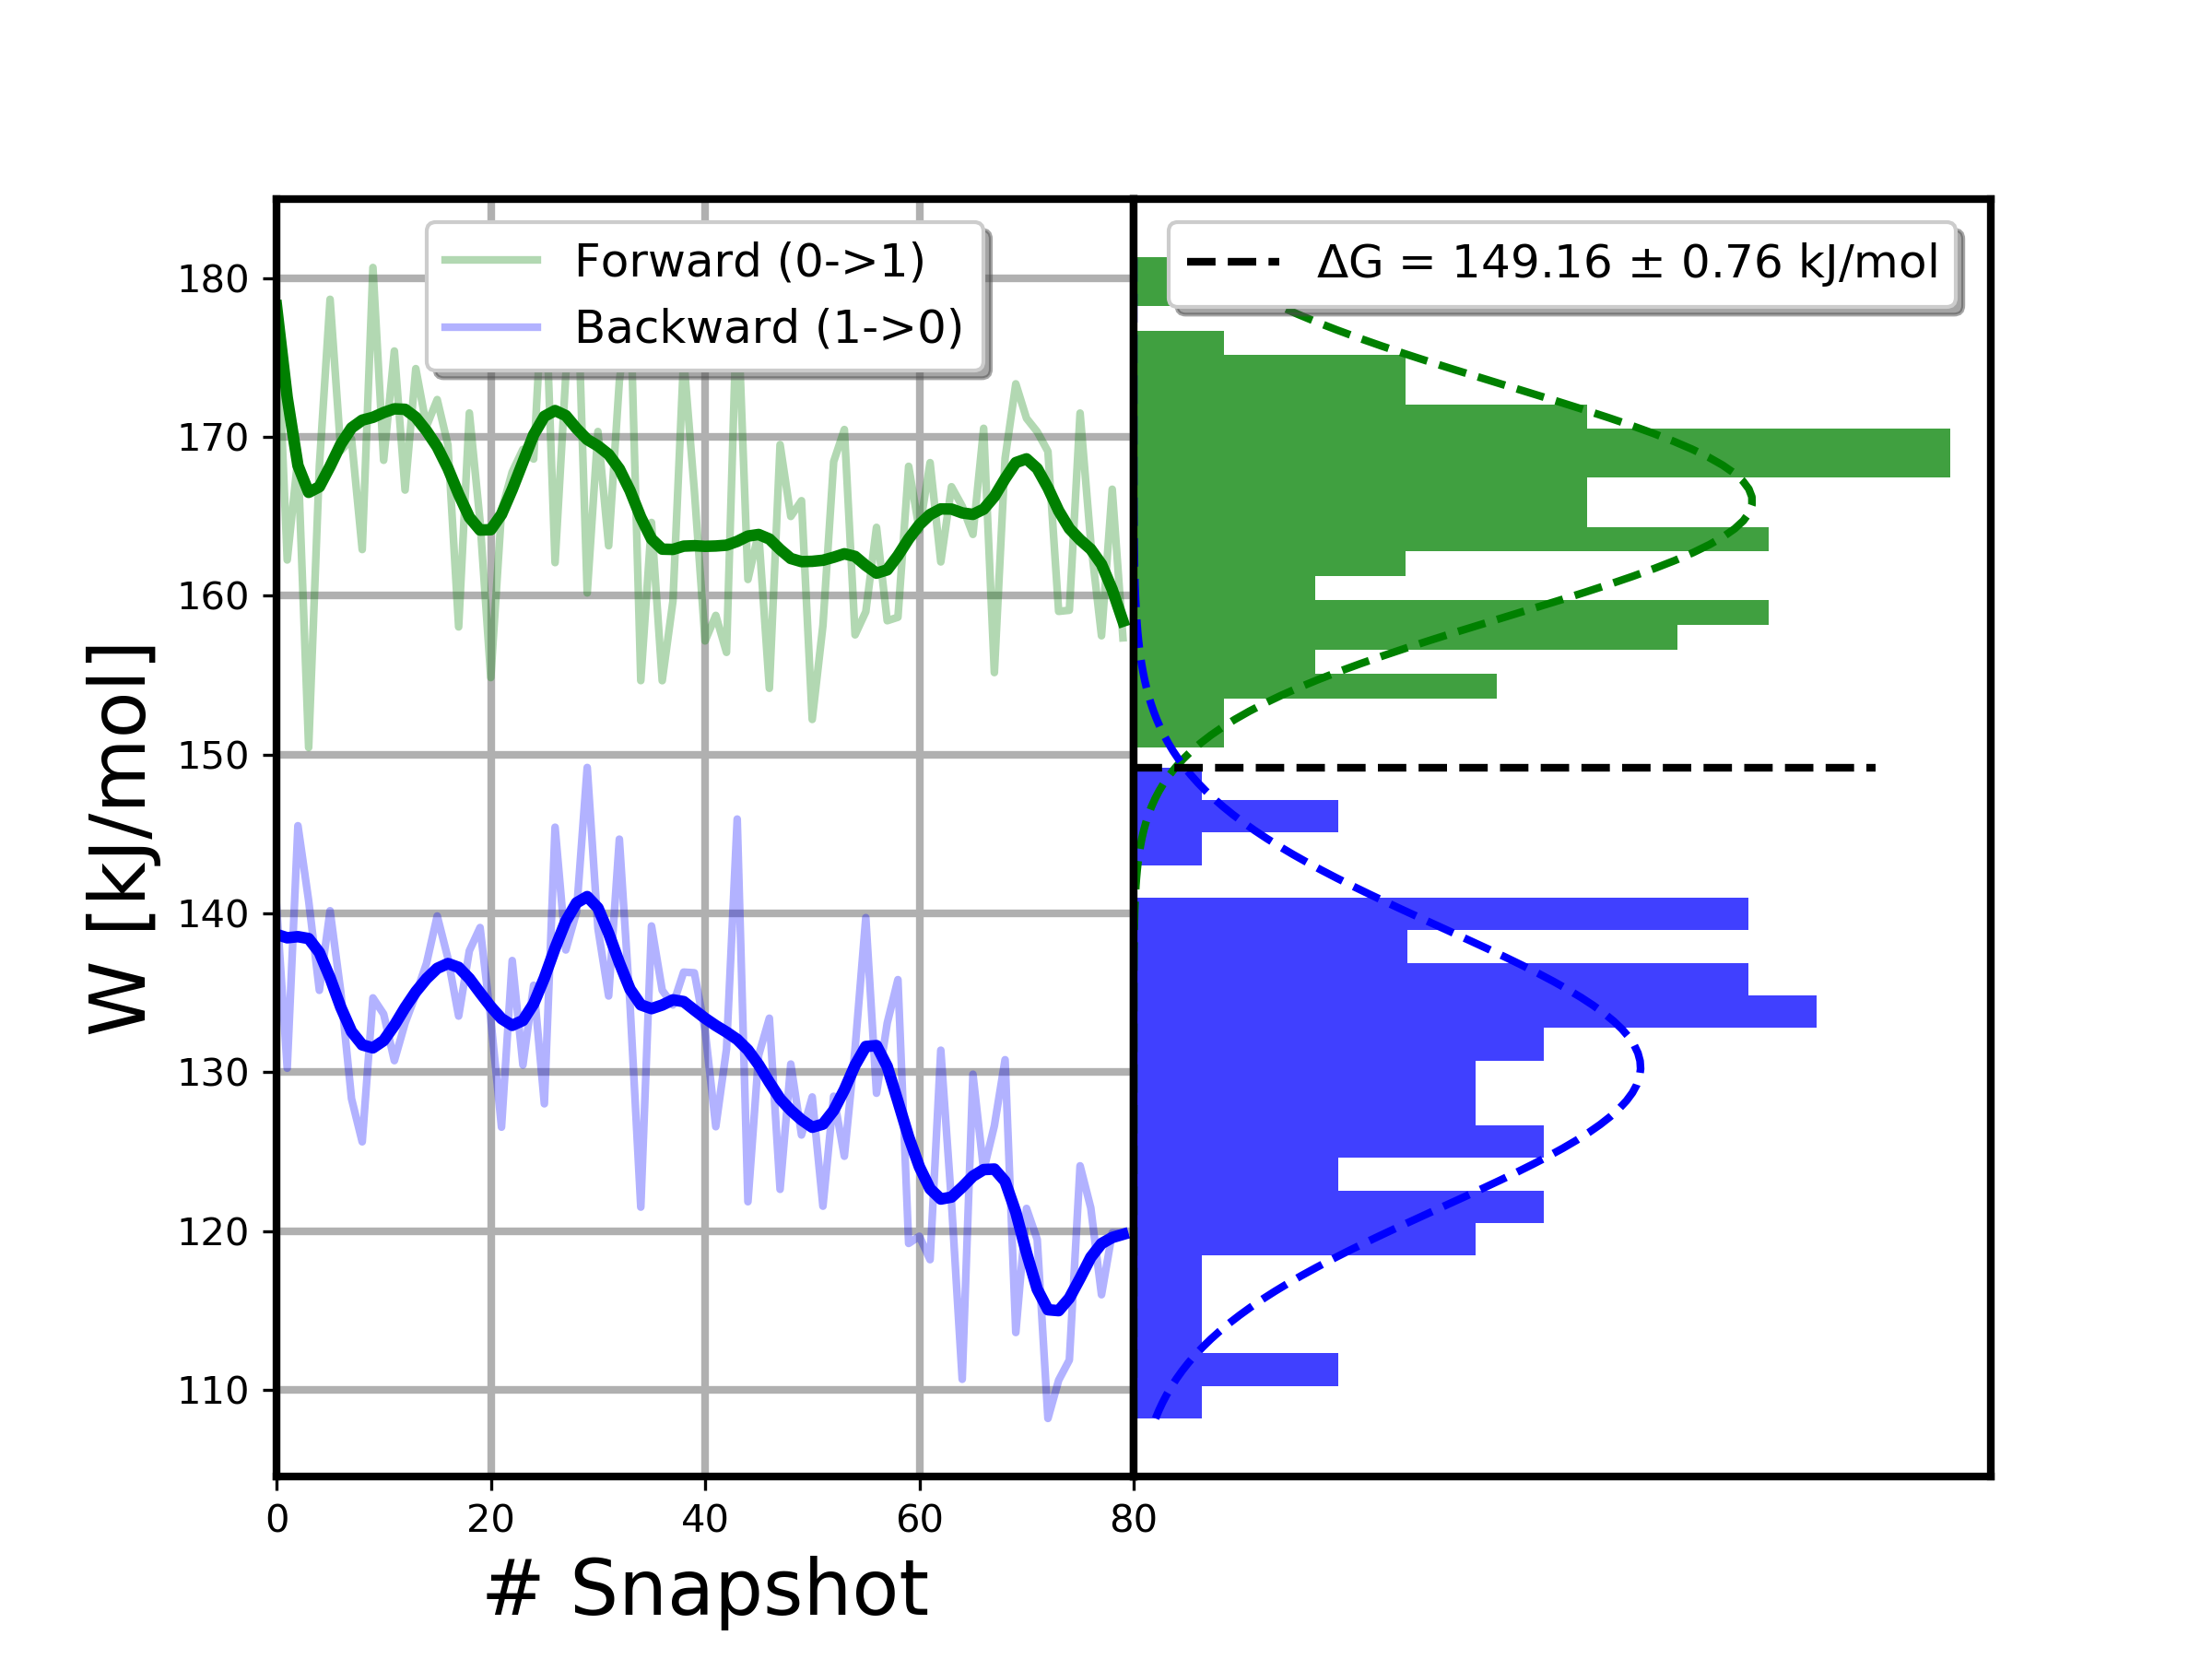 Forward (0->1)
Backward (1->0)
ΔG = 149.16 ± 0.76 kJ/mol
W [kJ/mol]
180
170
160
150
140
130
120
110
0 20 40 60 80
# Snapshot